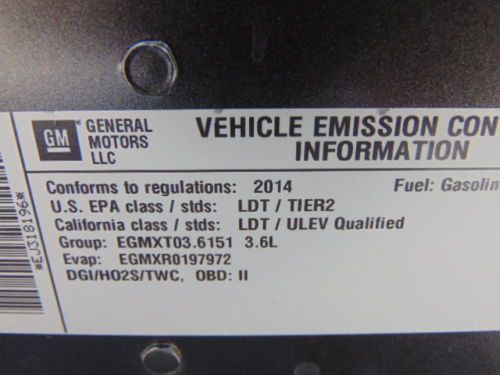 GM GENERAL
MOTORS
LLC
VEHICLE EMISSION CON
INFORMATION
Conforms to regulations: 2014 Fuel: Gasolin
U.S. EPA class / stds: LDT / TIER2
California class / stds: LDT / ULEV Qualified
Group: EGMXT03.6151 3.6L
Evap: EGMXR0197972
DGI/HO2S/TWC, OBD: II
*EJ318196*